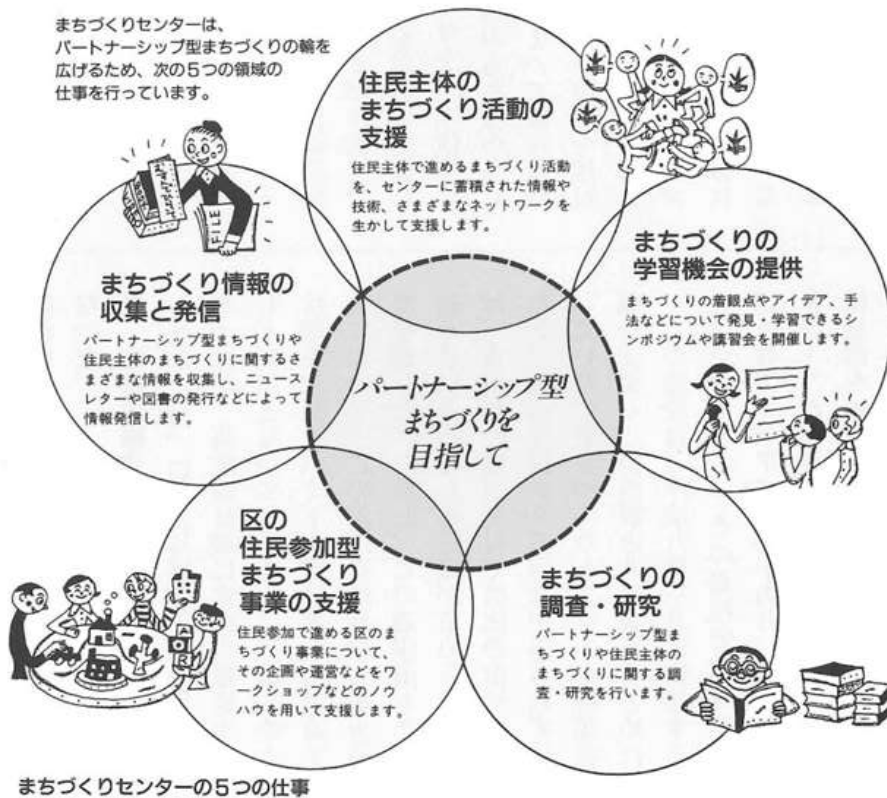 まちづくりセンターは、
パートナーシップ型まちづくりの輪を
広げるため、次の5つの領域の
仕事を行っています。
住民主体の
まちづくり活動の
支援
住民主体で進めるまちづくり活動
を、センターに蓄積された情報や
技術、さまざまなネットワークを
生かして支援します。
まちづくりの
学習機会の提供
まちづくりの着眼点やアイデア、手
法などについて発見・学習できるシ
ンポジウムや講習会を開催します。
FILE
まちづくり情報の
収集と発信
パートナーシップ型まちづくりや
住民主体のまちづくりに関するさ
まざまな情報を収集し、ニュース
レターや図書の発行などによって
情報発信します。
パートナーシップ型
まちづくりを
目指して
区の
住民参加型
まちづくり
事業の支援
住民参加で進める区のま
ちづくり事業について、
その企画や運営などをワ
ークショップなどのノウ
ハウを用いて支援します。
まちづくりの
調査・研究
パートナーシップ型ま
ちづくりや住民主体の
まちづくりに関する調
査・研究を行います。
まちづくりセンターの5つの仕事